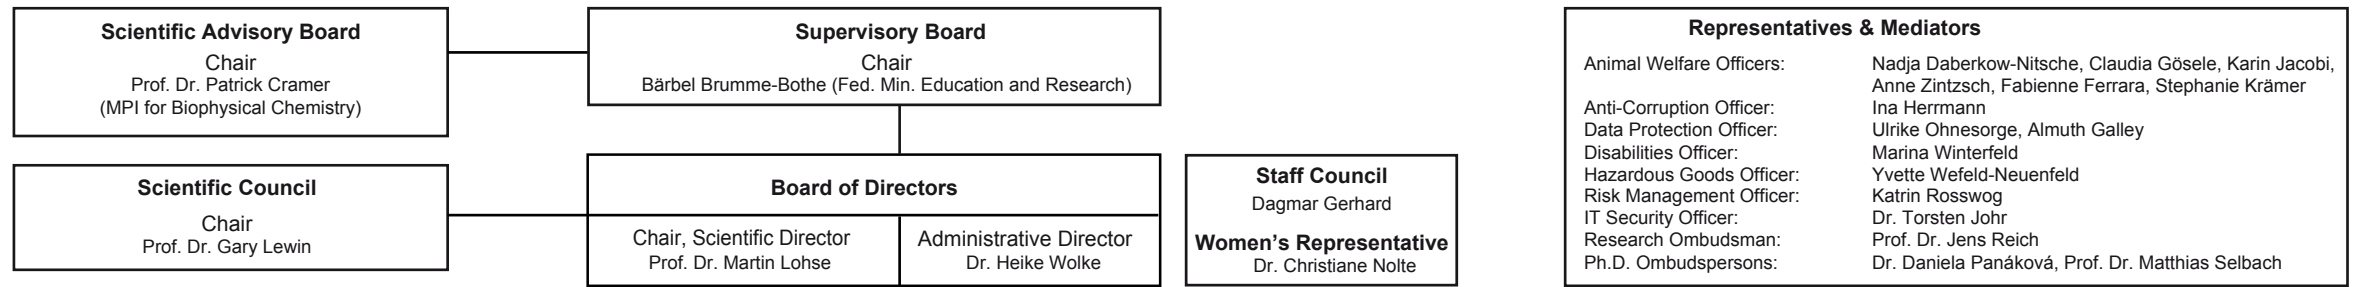 Scientific Advisory Board
Chair
Prof. Dr. Patrick Cramer
(MPI for Biophysical Chemistry)
Supervisory Board
Chair
Bärbel Brumme-Bothe (Fed. Min. Education and Research)
Scientific Council
Chair
Prof. Dr. Gary Lewin
Board of Directors
Chair, Scientific Director
Prof. Dr. Martin Lohse
Administrative Director
Dr. Heike Wolke
Staff Council
Dagmar Gerhard
Women's Representative
Dr. Christiane Nolte
Representatives & Mediators
Animal Welfare Officers: Nadja Daberkow-Nitsche, Claudia Gösele, Karin Jacobi,
Anne Zintzsch, Fabienne Ferrara, Stephanie Krämer
Anti-Corruption Officer: Ina Herrmann
Data Protection Officer: Ulrike Ohnesorge, Almuth Galley
Disabilities Officer: Marina Winterfeld
Hazardous Goods Officer: Yvette Wefeld-Neuenfeld
Risk Management Officer: Katrin Rosswog
IT Security Officer: Dr. Torsten Johr
Research Ombudsman: Prof. Dr. Jens Reich
Ph.D. Ombudspersons: Dr. Daniela Panáková, Prof. Dr. Matthias Selbach